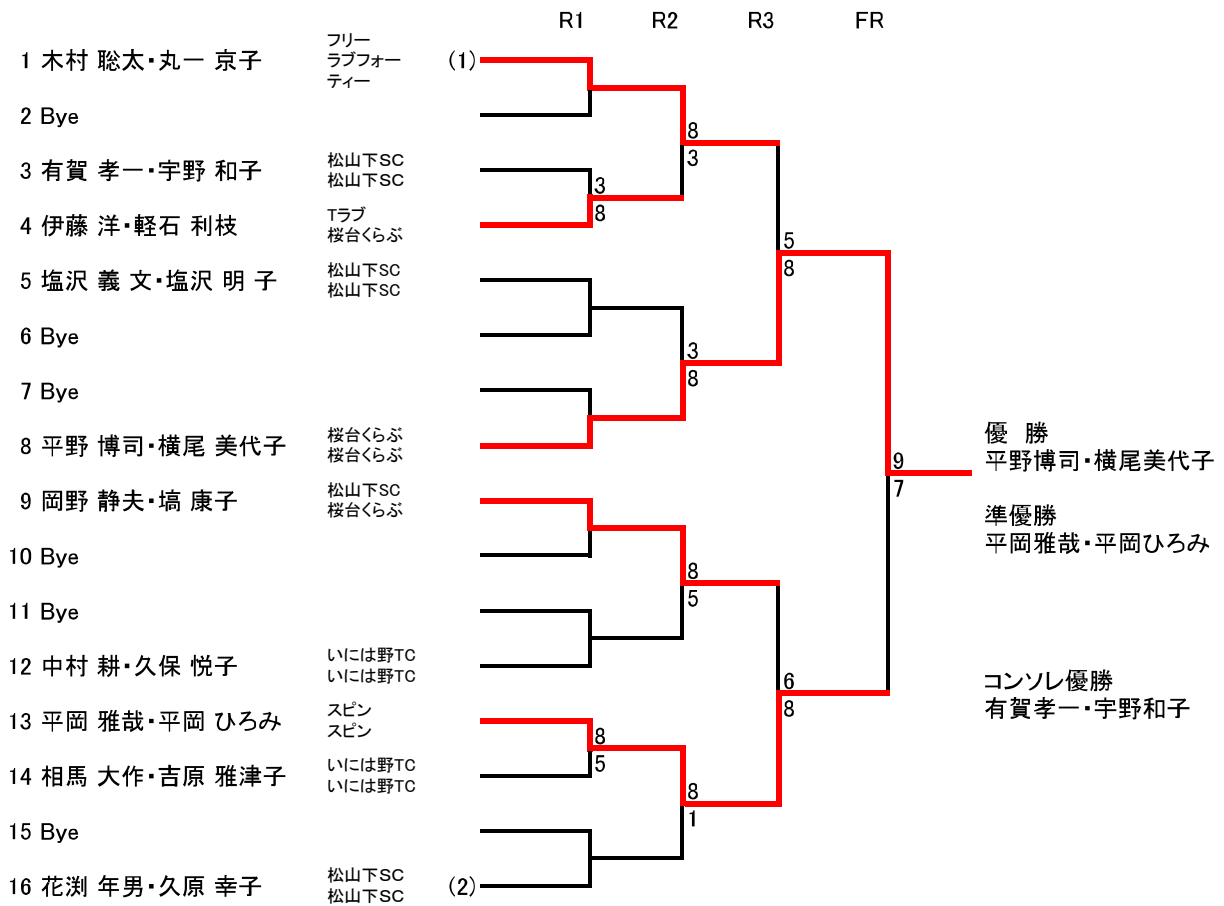 R1 R2 R3 FR
フリー
1 木村 聡太・丸一 京子 ラブフォー (1)
ティー
2 Bye
8
3
松山下SC
3 有賀 孝一・宇野 和子
松山下SC
3
8
Tラブ
4 伊藤 洋・軽石 利枝
桜台くらぶ
5
8
松山下SC
5 塩沢 義 文・塩沢 明 子
松山下SC
6 Bye
3
8
7 Bye
桜台くらぶ
8 平野 博司・横尾 美代子
桜台くらぶ
優 勝
平野博司・横尾美代子
9
7
松山下SC
9 岡野 静夫・塙 康子
桜台くらぶ
準優勝
平岡雅哉・平岡ひろみ
10 Bye
8
5
11 Bye
いには野TC
12 中村 耕・久保 悦子
いには野TC
6
8
コンソレ優勝
有賀孝一・宇野和子
スピン
13 平岡 雅哉・平岡 ひろみ
スピン
8
5
いには野TC
14 相馬 大作・吉原 雅津子
いには野TC
8
1
15 Bye
松山下SC
16 花渕 年男・久原 幸子 (2)
松山下SC